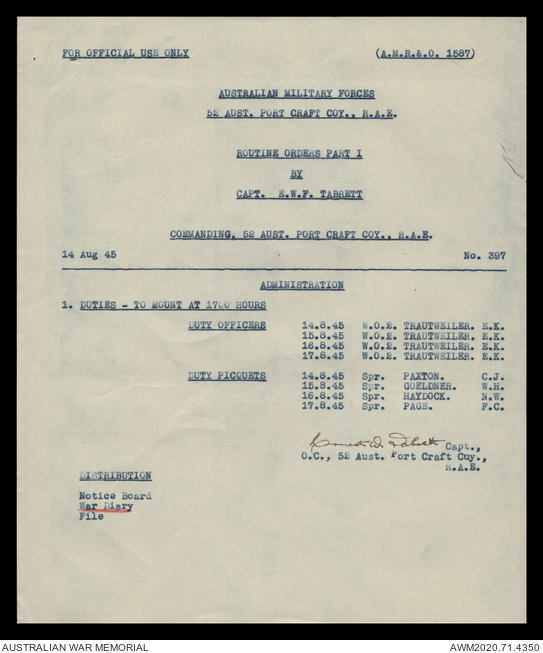 FOR OFFICIAL USE ONLY (A.M.R.&.O. 1587)
AUSTRALIAN MILITARY FORCES
52 AUST. PORT CRAFT COY., R.A.E.
ROUTINE ORDERS PART I
BY
CAPT. E.W.F. TABRETT
COMMANDING, 52 AUST. PORT CRAFT COY., R.A.E.
14 Aug 45 No. 397
ADMINISTRATION
1. DUTIES - TO MOUNT AT 1700 HOURS
DUTY OFFICERS 14.8.45 W.O.2. TRAUTWEILER. E.K.
15.8.45 W.O.2. TRAUTWEILER. E.K.
16.8.45 W.O.2. TRAUTWEILER. E.K.
17.8.45 W.O.2. TRAUTWEILER. E.K.
DUTY PICQUETS 14.8.45 Spr. PAXTON. C.J.
15.8.45 Spr. GOELDNER. W.H.
16.8.45 Spr. HAYDOCK. N.W.
17.8.45 Spr. PAGE. F.C.
Capt.,
O.C., 52 Aust. Port Craft Coy.,
R.A.E.
DISTRIBUTION
Notice Board
War Diary
File
AUSTRALIAN WAR MEMORIAL AWM2020.71.4350